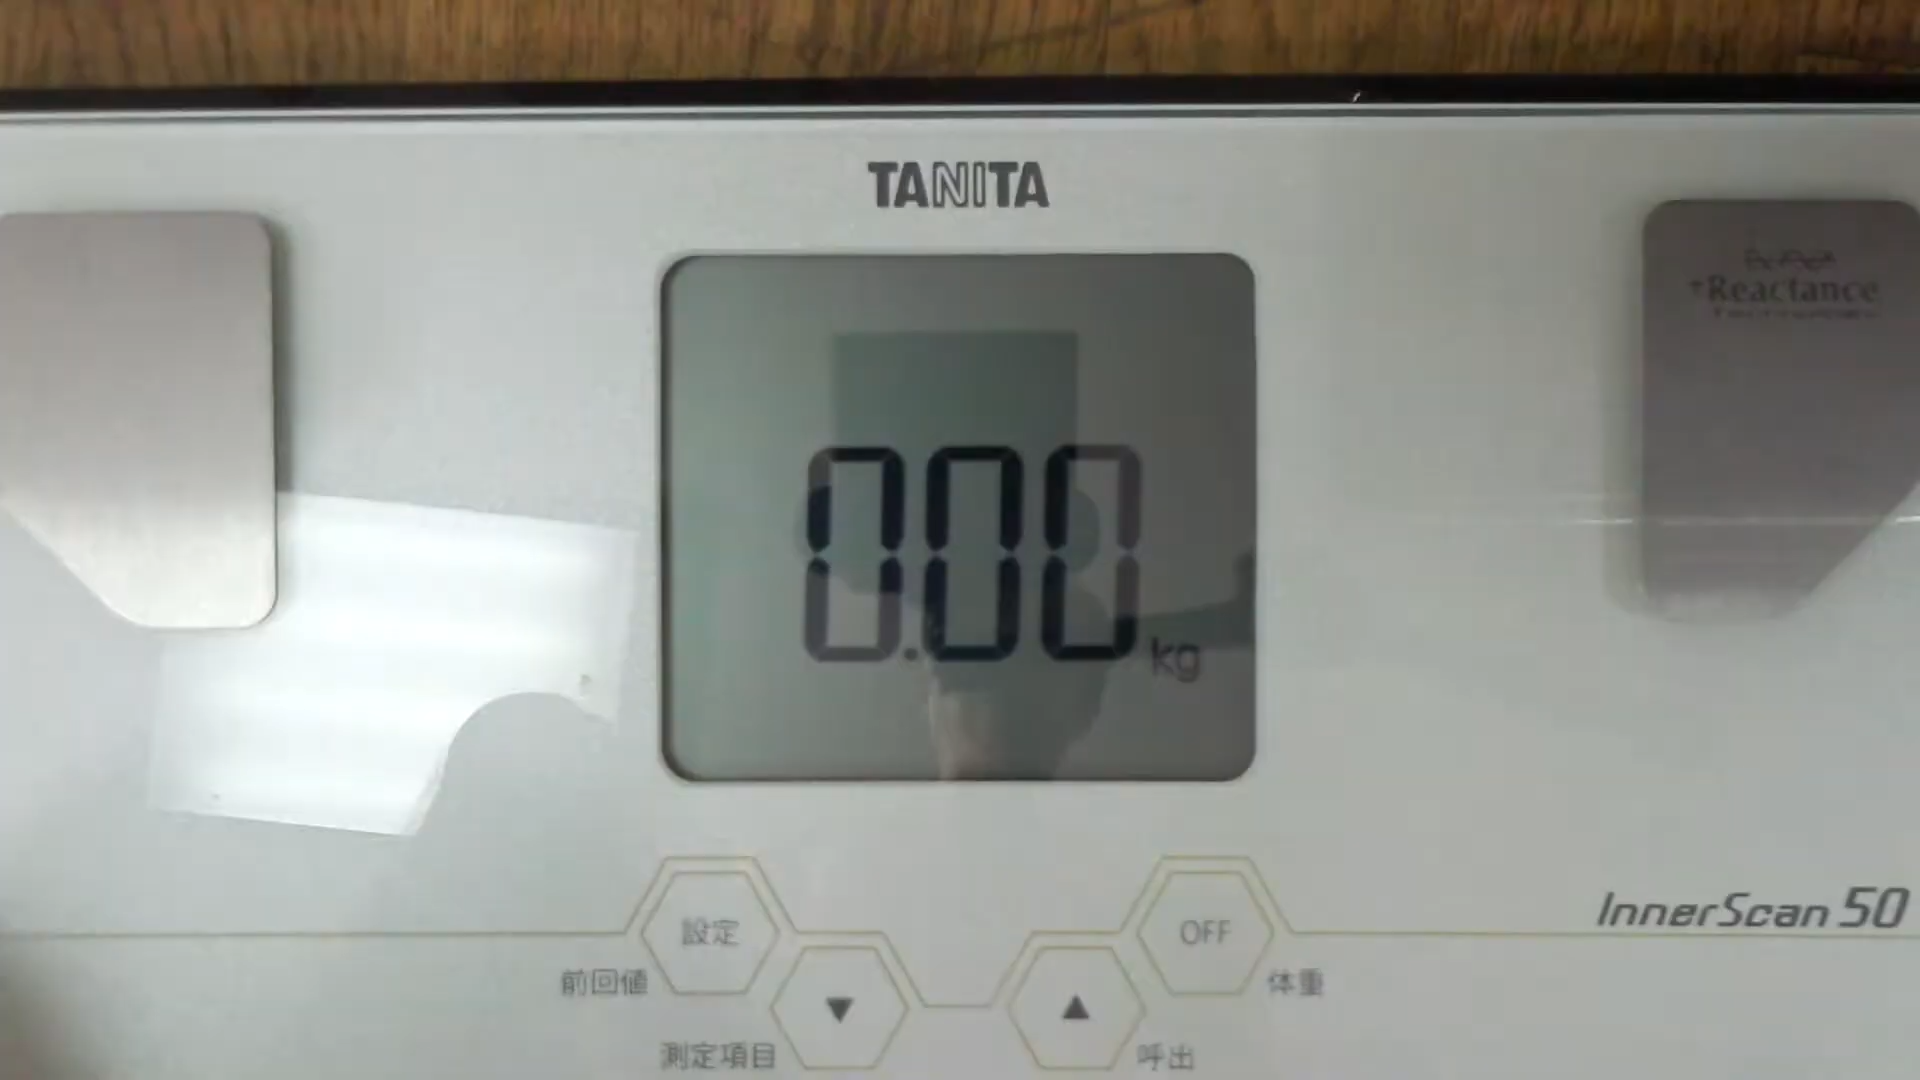 TANITA
Reactance
0.00 kg
InnerScan 50
設定
OFF
前回値
体重
▼
▲
測定項目
呼出